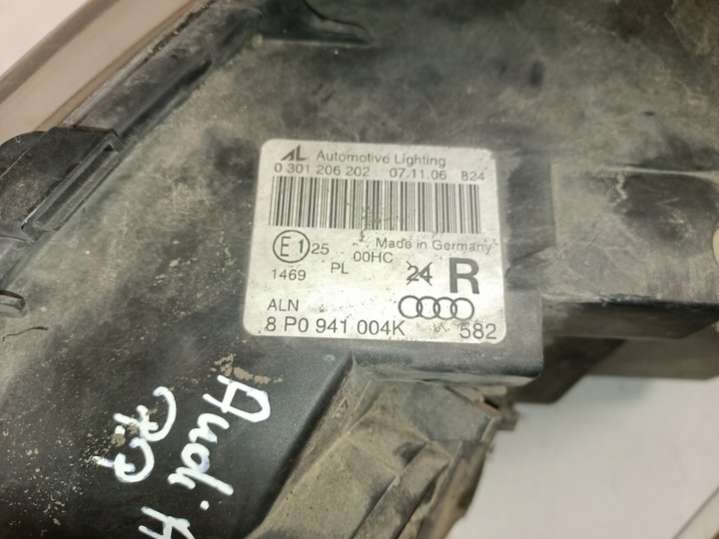 AL Automotive Lighting
0 301 206 202 07.11.06 824
Made in Germany
E1 25 00HC
1469 PL 24 R
ALN
8 P0 941 004K 582
Audi A